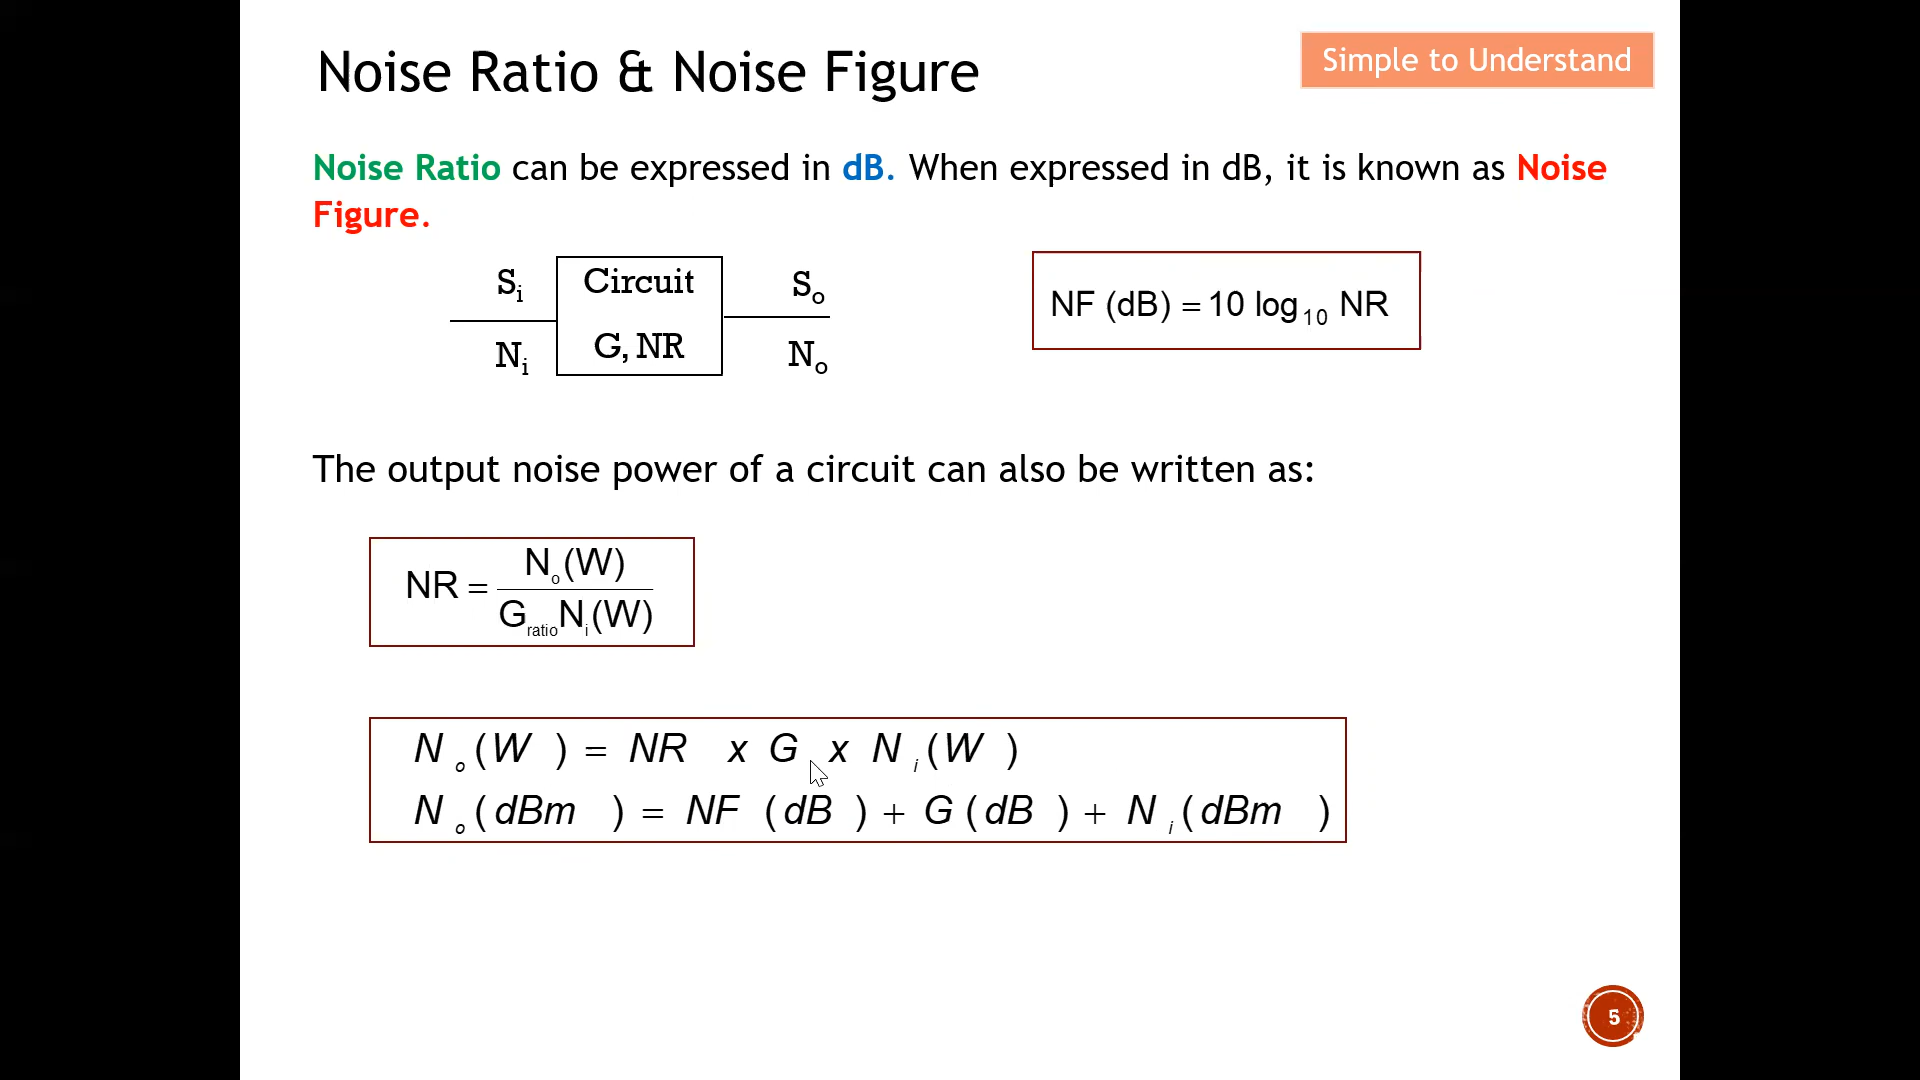 Noise Ratio & Noise Figure
Simple to Understand
Noise Ratio can be expressed in dB. When expressed in dB, it is known as Noise
Figure.
Sᵢ
Nᵢ
Circuit
G, NR
Sₒ
Nₒ
NF (dB) = 10 log₁₀ NR
The output noise power of a circuit can also be written as:
NR = Nₒ(W) / G_ratio Nᵢ(W)
Nₒ(W) = NR x G x Nᵢ(W)
Nₒ(dBm) = NF (dB) + G(dB) + Nᵢ(dBm)
5